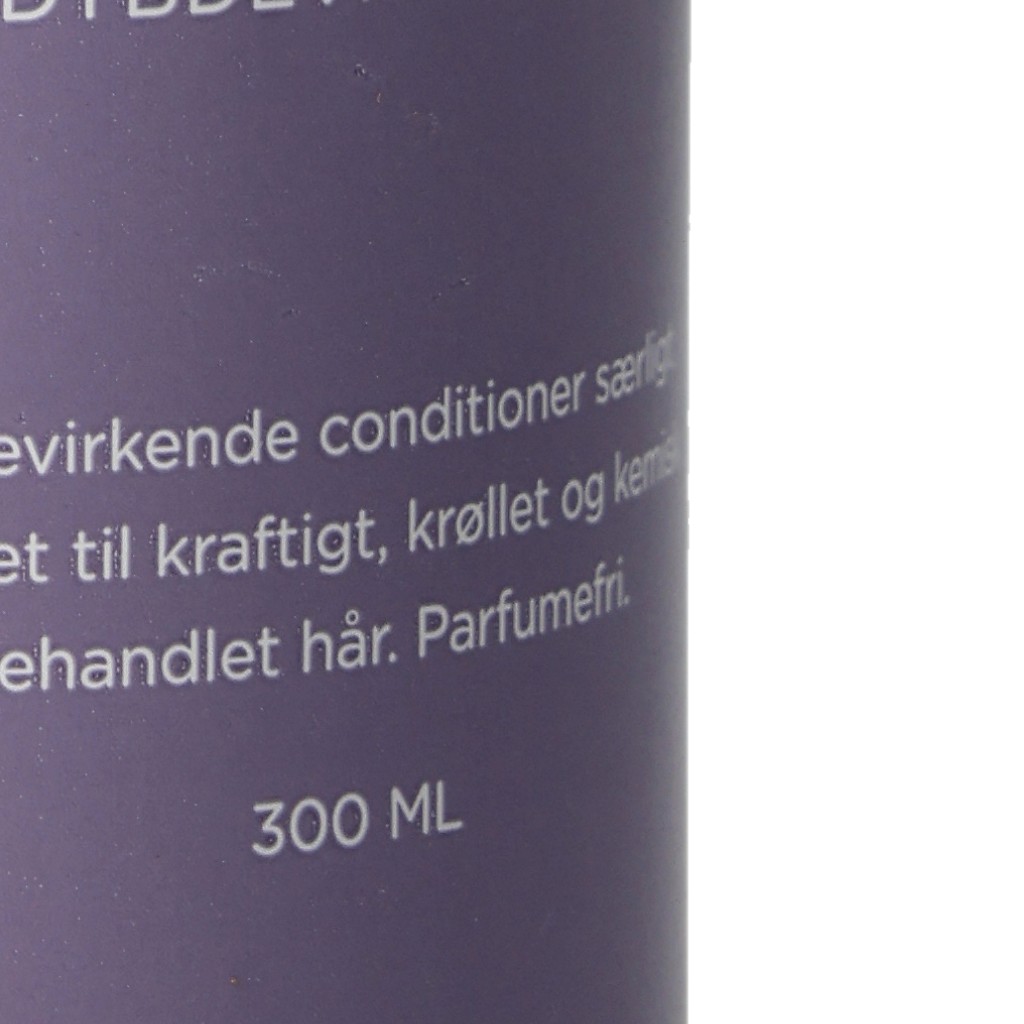 evirkende conditioner særligt
et til kraftigt, krøllet og kemisk
ehandlet hår. Parfumefri.
300 ML